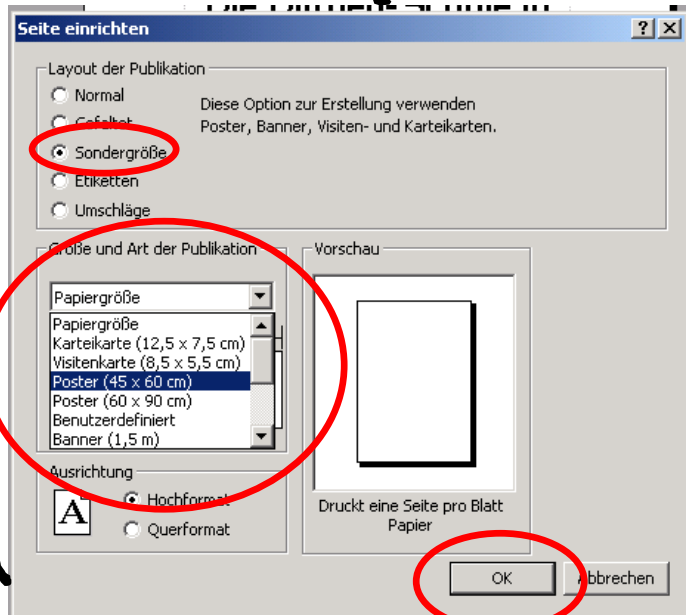 Seite einrichten
Layout der Publikation
Normal
Diese Option zur Erstellung verwenden
Gefaltet
Poster, Banner, Visiten- und Karteikarten.
Sondergröße
Etiketten
Umschläge
Größe und Art der Publikation
Vorschau
Papiergröße
Papiergröße
Karteikarte (12,5 x 7,5 cm)
Visitenkarte (8,5 x 5,5 cm)
Poster (45 x 60 cm)
Poster (60 x 90 cm)
Benutzerdefiniert
Banner (1,5 m)
Ausrichtung
A
Hochformat
Querformat
Druckt eine Seite pro Blatt
Papier
OK
Abbrechen